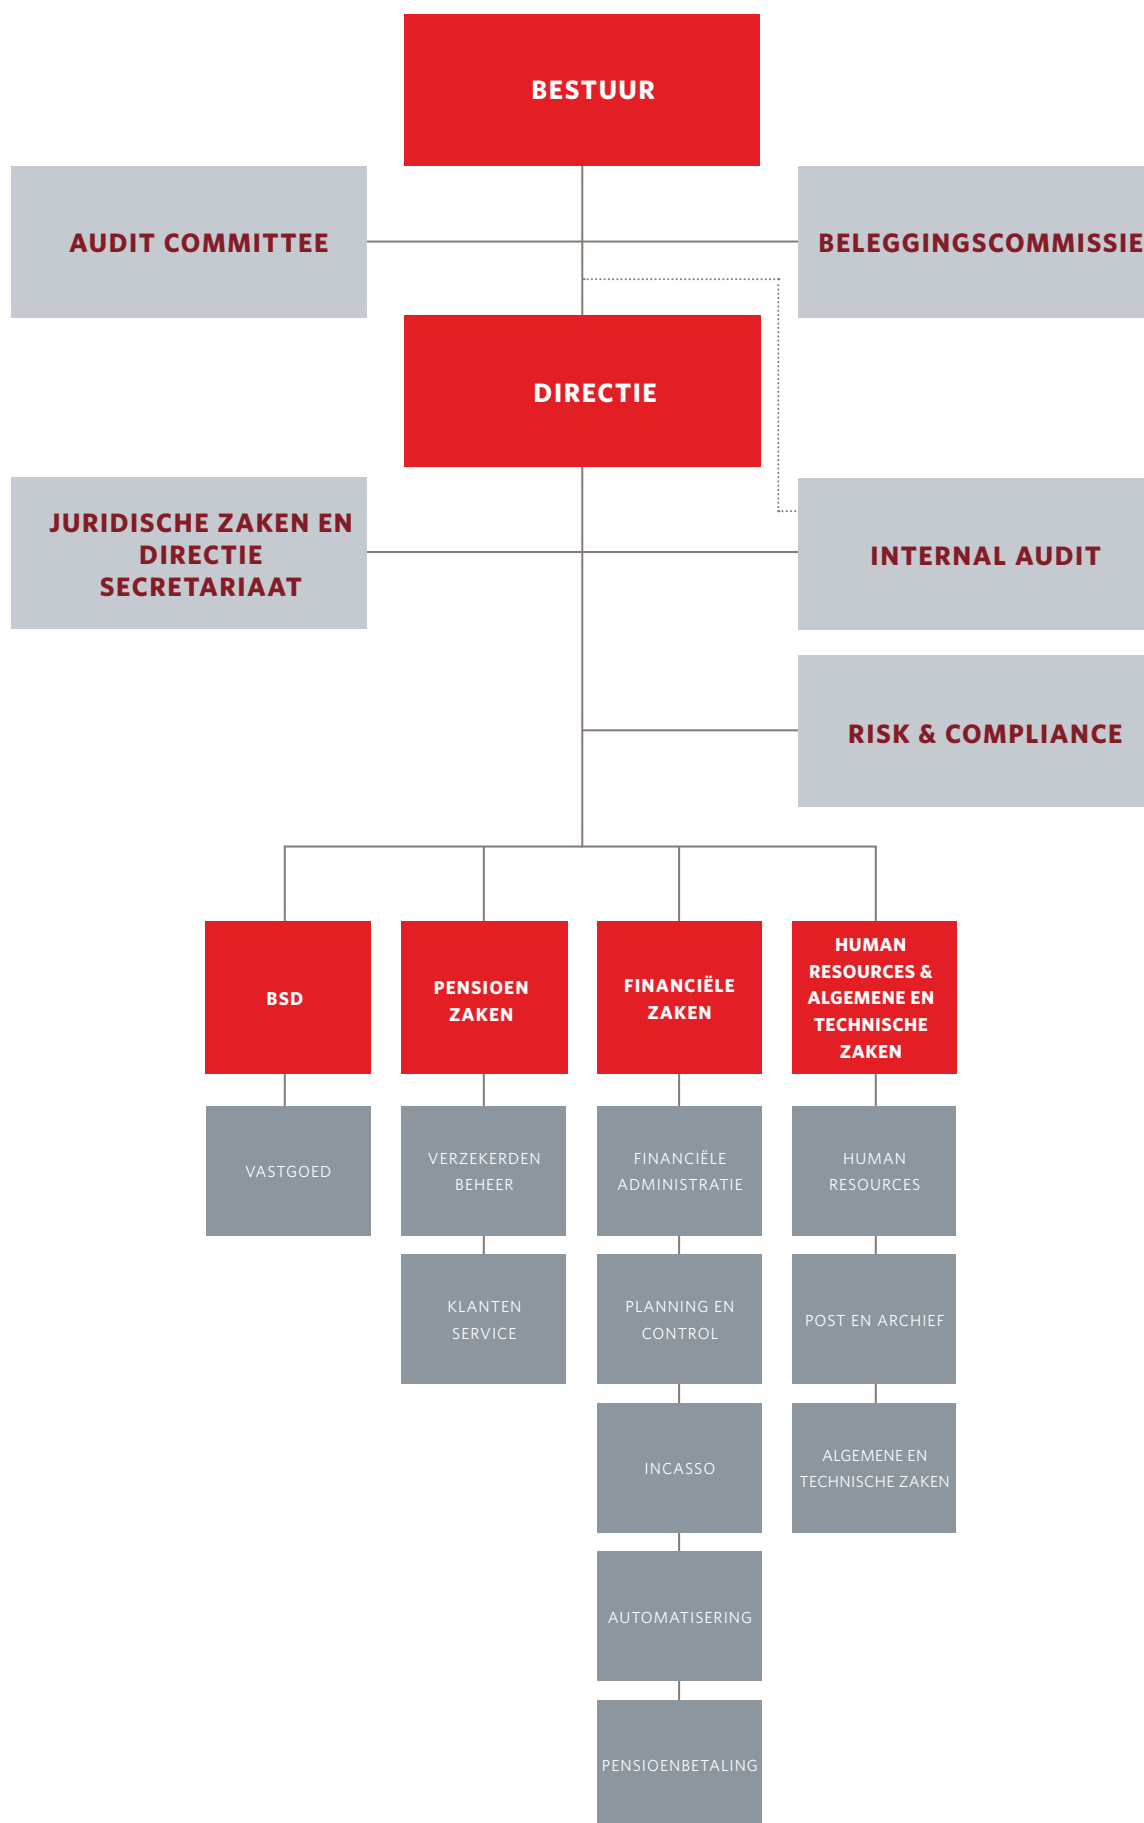 BESTUUR
AUDIT COMMITTEE
BELEGGINGSCOMMISSIE
DIRECTIE
JURIDISCHE ZAKEN EN
DIRECTIE
SECRETARIAAT
INTERNAL AUDIT
RISK & COMPLIANCE
BSD
PENSIOEN
ZAKEN
FINANCIËLE
ZAKEN
HUMAN
RESOURCES &
ALGEMENE EN
TECHNISCHE
ZAKEN
VASTGOED
VERZEKERDEN
BEHEER
FINANCIËLE
ADMINISTRATIE
HUMAN
RESOURCES
KLANTEN
SERVICE
PLANNING EN
CONTROL
POST EN ARCHIEF
INCASSO
ALGEMENE EN
TECHNISCHE ZAKEN
AUTOMATISERING
PENSIOENBETALING